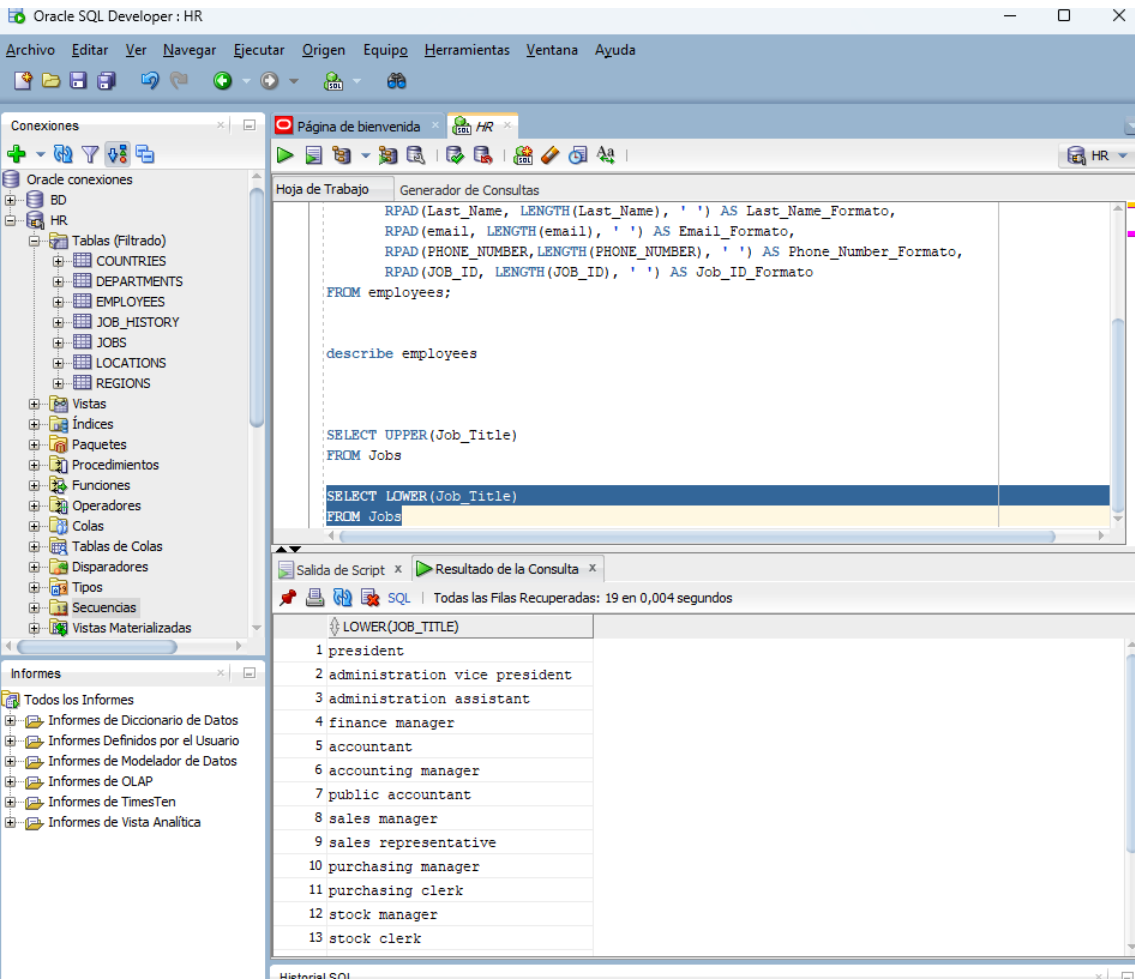 Oracle SQL Developer : HR
Archivo Editar Ver Navegar Ejecutar Origen Equipo Herramientas Ventana Ayuda
Conexiones
Oracle conexiones
BD
HR
Tablas (Filtrado)
COUNTRIES
DEPARTMENTS
EMPLOYEES
JOB_HISTORY
JOBS
LOCATIONS
REGIONS
Vistas
Índices
Paquetes
Procedimientos
Funciones
Operadores
Colas
Tablas de Colas
Disparadores
Tipos
Secuencias
Vistas Materializadas
Informes
Todos los Informes
Informes de Diccionario de Datos
Informes Definidos por el Usuario
Informes de Modelador de Datos
Informes de OLAP
Informes de TimesTen
Informes de Vista Analítica
Página de bienvenida HR
HR
Hoja de Trabajo Generador de Consultas
RPAD(Last_Name, LENGTH(Last_Name), ' ') AS Last_Name_Formato,
RPAD(email, LENGTH(email), ' ') AS Email_Formato,
RPAD(PHONE_NUMBER,LENGTH(PHONE_NUMBER), ' ') AS Phone_Number_Formato,
RPAD(JOB_ID, LENGTH(JOB_ID), ' ') AS Job_ID_Formato
FROM employees;
describe employees
SELECT UPPER(Job_Title)
FROM Jobs
SELECT LOWER(Job_Title)
FROM Jobs
Salida de Script Resultado de la Consulta
SQL | Todas las Filas Recuperadas: 19 en 0,004 segundos
LOWER(JOB_TITLE)
1 president
2 administration vice president
3 administration assistant
4 finance manager
5 accountant
6 accounting manager
7 public accountant
8 sales manager
9 sales representative
10 purchasing manager
11 purchasing clerk
12 stock manager
13 stock clerk
Historial SQL